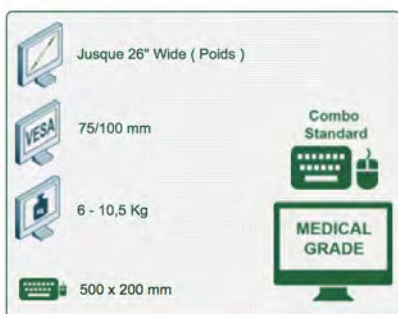 Jusque 26" Wide ( Poids )
VESA
75/100 mm
Combo
Standard
6 - 10,5 Kg
MEDICAL
GRADE
500 x 200 mm